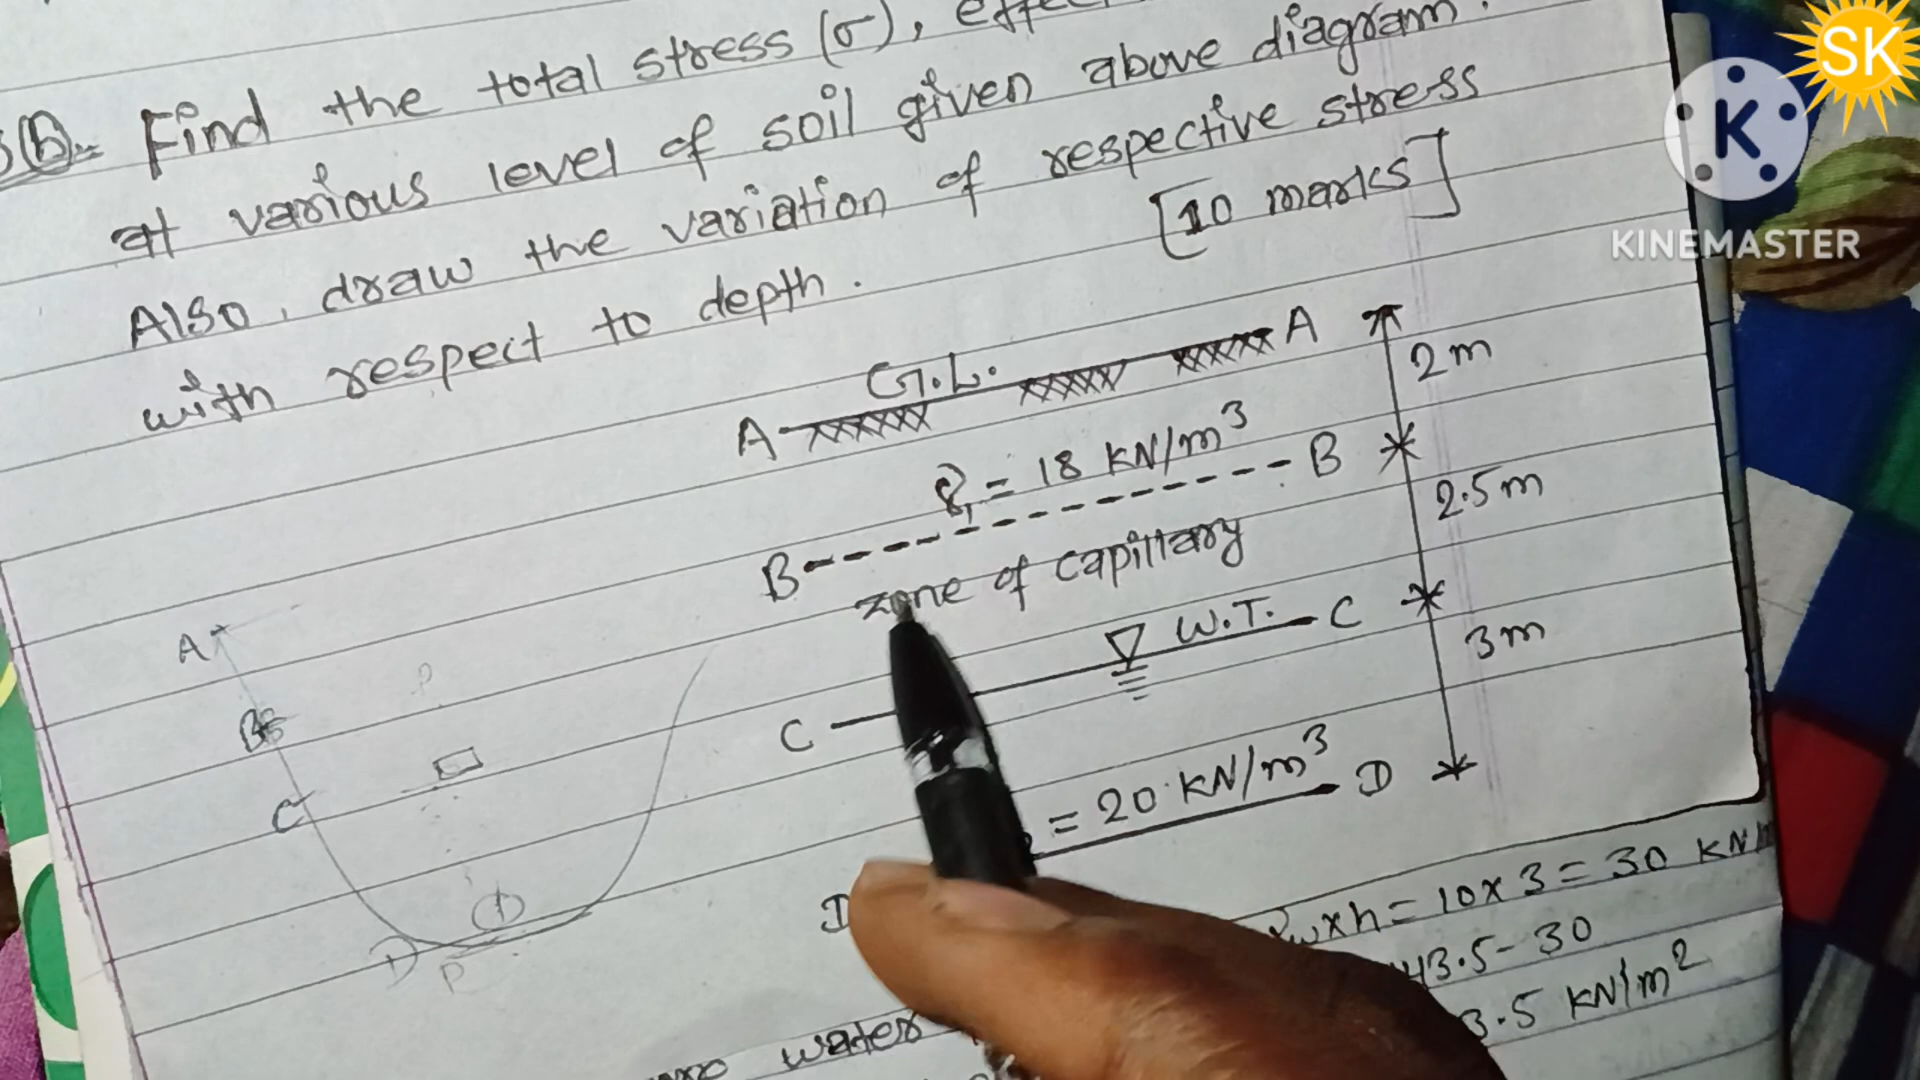 (b). Find the total stress (σ),
at various level of soil given above diagram.
Also, draw the variation of respective stress
with respect to depth.
[10 marks]
SK
K
KINEMASTER
G.L.
A
A
2m
γ₁ = 18 KN/m³
B
B
2.5m
zone of capillary
W.T.
C
C
3m
= 20 KN/m³
D
D
A
B
C
D
P
×h = 10×3 = 30 KN/
43.5-30
3.5 KN/m²
water